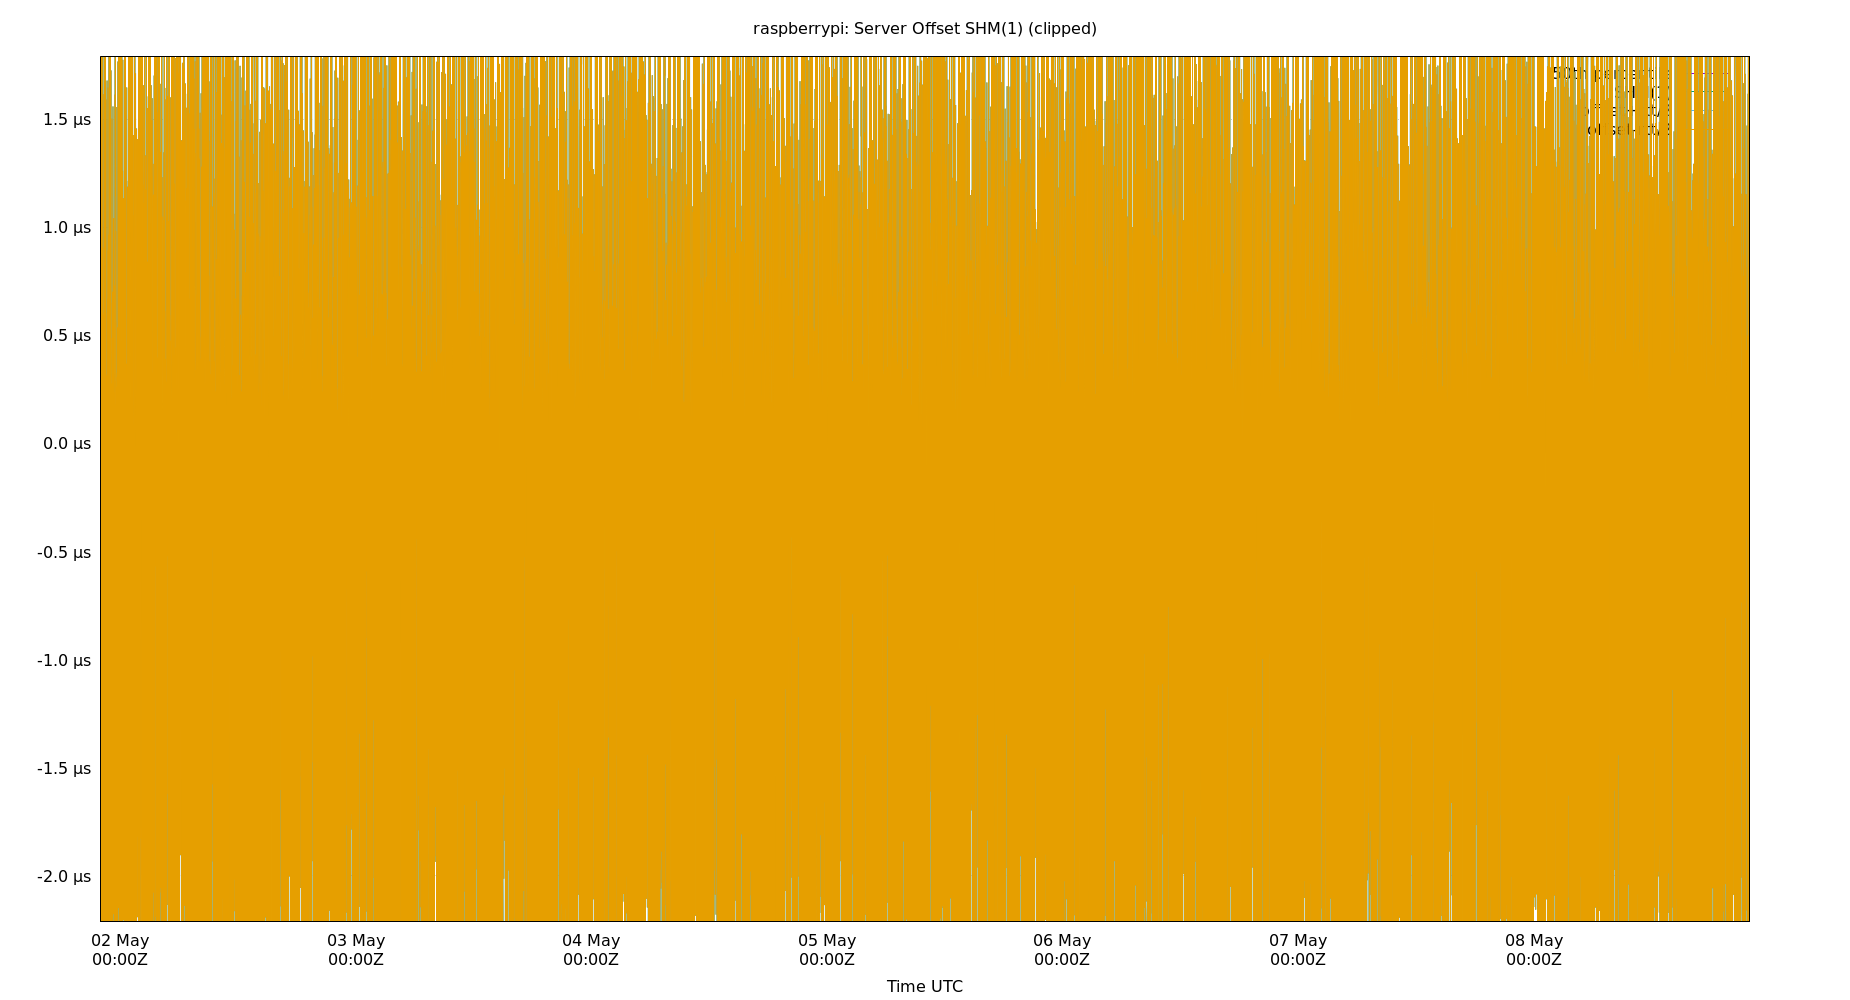 raspberrypi: Server Offset SHM(1) (clipped)
50th percentile
1.5 µs
1.0 µs
0.5 µs
0.0 µs
-0.5 µs
-1.0 µs
-1.5 µs
-2.0 µs
02 May 03 May 04 May 05 May 06 May 07 May 08 May
00:00Z 00:00Z 00:00Z 00:00Z 00:00Z 00:00Z 00:00Z
Time UTC